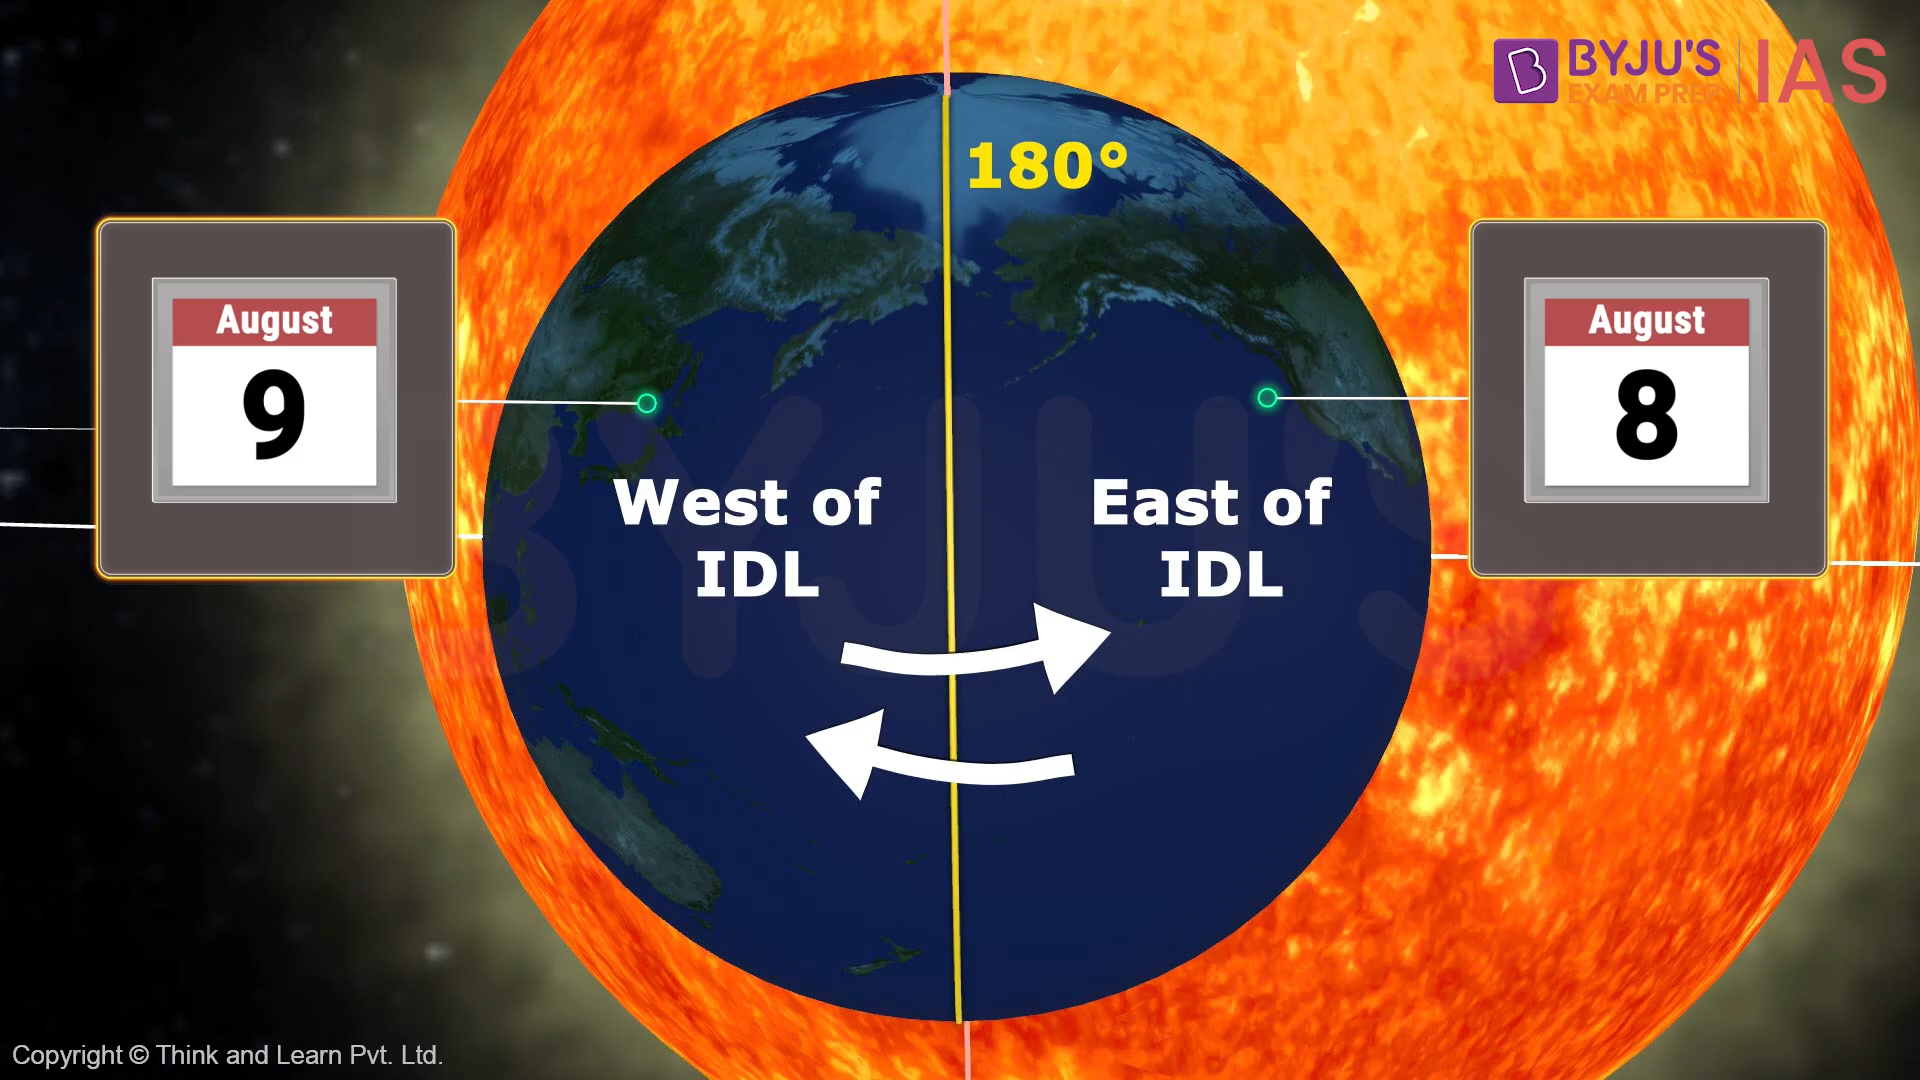 BYJU'S
EXAM PREP
IAS
180°
August
9
August
8
West of
IDL
East of
IDL
BYJU'S
Copyright © Think and Learn Pvt. Ltd.